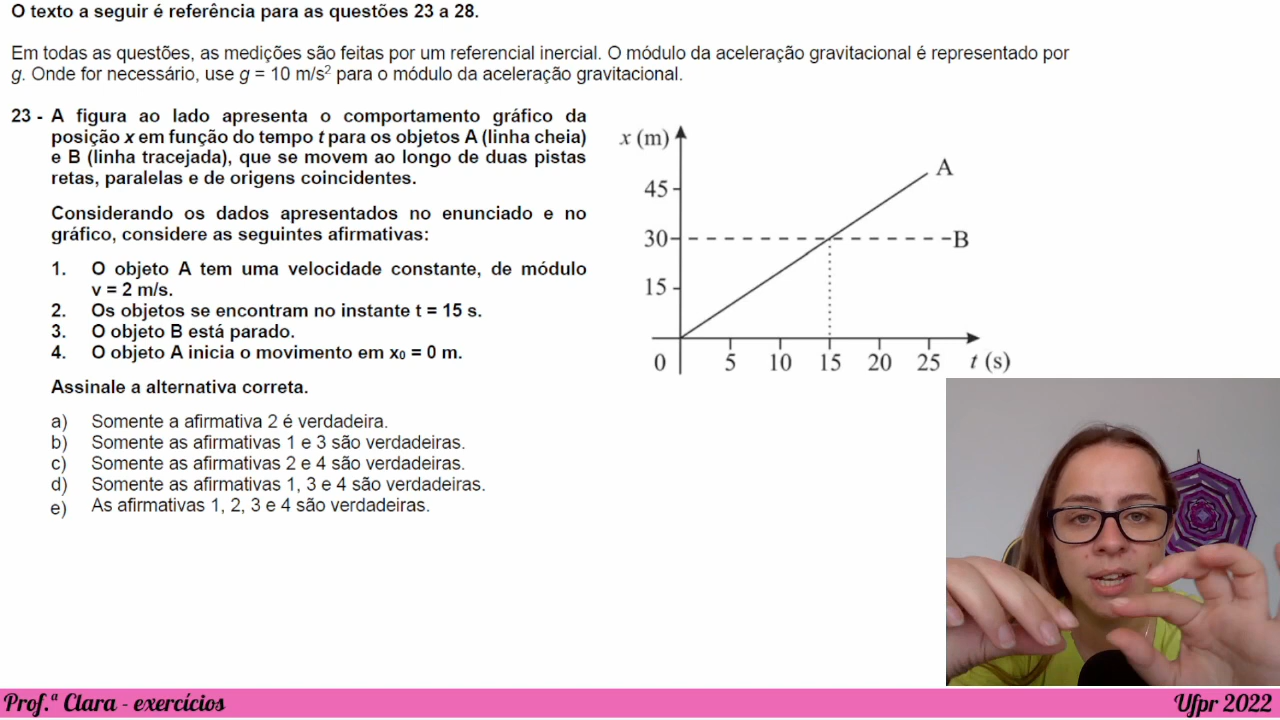 O texto a seguir é referência para as questões 23 a 28.
Em todas as questões, as medições são feitas por um referencial inercial. O módulo da aceleração gravitacional é representado por
g. Onde for necessário, use g = 10 m/s² para o módulo da aceleração gravitacional.
23 - A figura ao lado apresenta o comportamento gráfico da
posição x em função do tempo t para os objetos A (linha cheia)
e B (linha tracejada), que se movem ao longo de duas pistas
retas, paralelas e de origens coincidentes.
Considerando os dados apresentados no enunciado e no
gráfico, considere as seguintes afirmativas:
1. O objeto A tem uma velocidade constante, de módulo
v = 2 m/s.
2. Os objetos se encontram no instante t = 15 s.
3. O objeto B está parado.
4. O objeto A inicia o movimento em x₀ = 0 m.
Assinale a alternativa correta.
a) Somente a afirmativa 2 é verdadeira.
b) Somente as afirmativas 1 e 3 são verdadeiras.
c) Somente as afirmativas 2 e 4 são verdadeiras.
d) Somente as afirmativas 1, 3 e 4 são verdadeiras.
e) As afirmativas 1, 2, 3 e 4 são verdadeiras.
x (m)
A
45
30
B
15
0 5 10 15 20 25 t (s)
Prof.ª Clara - exercícios
Ufpr 2022